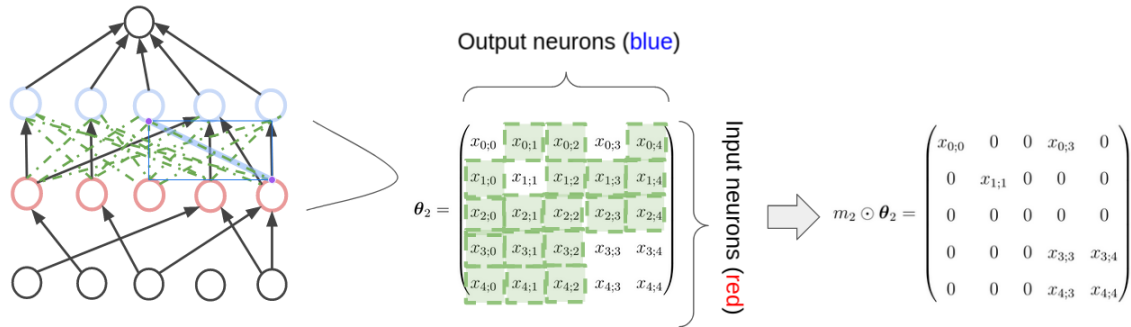 Output neurons (blue)
θ₂ =
x₀;₀ x₀;₁ x₀;₂ x₀;₃ x₀;₄
x₁;₀ x₁;₁ x₁;₂ x₁;₃ x₁;₄
x₂;₀ x₂;₁ x₂;₂ x₂;₃ x₂;₄
x₃;₀ x₃;₁ x₃;₂ x₃;₃ x₃;₄
x₄;₀ x₄;₁ x₄;₂ x₄;₃ x₄;₄
Input neurons (red)
m₂ ⊙ θ₂ =
x₀;₀ 0 0 x₀;₃ 0
0 x₁;₁ 0 0 0
0 0 0 0 0
0 0 0 x₃;₃ x₃;₄
0 0 0 x₄;₃ x₄;₄